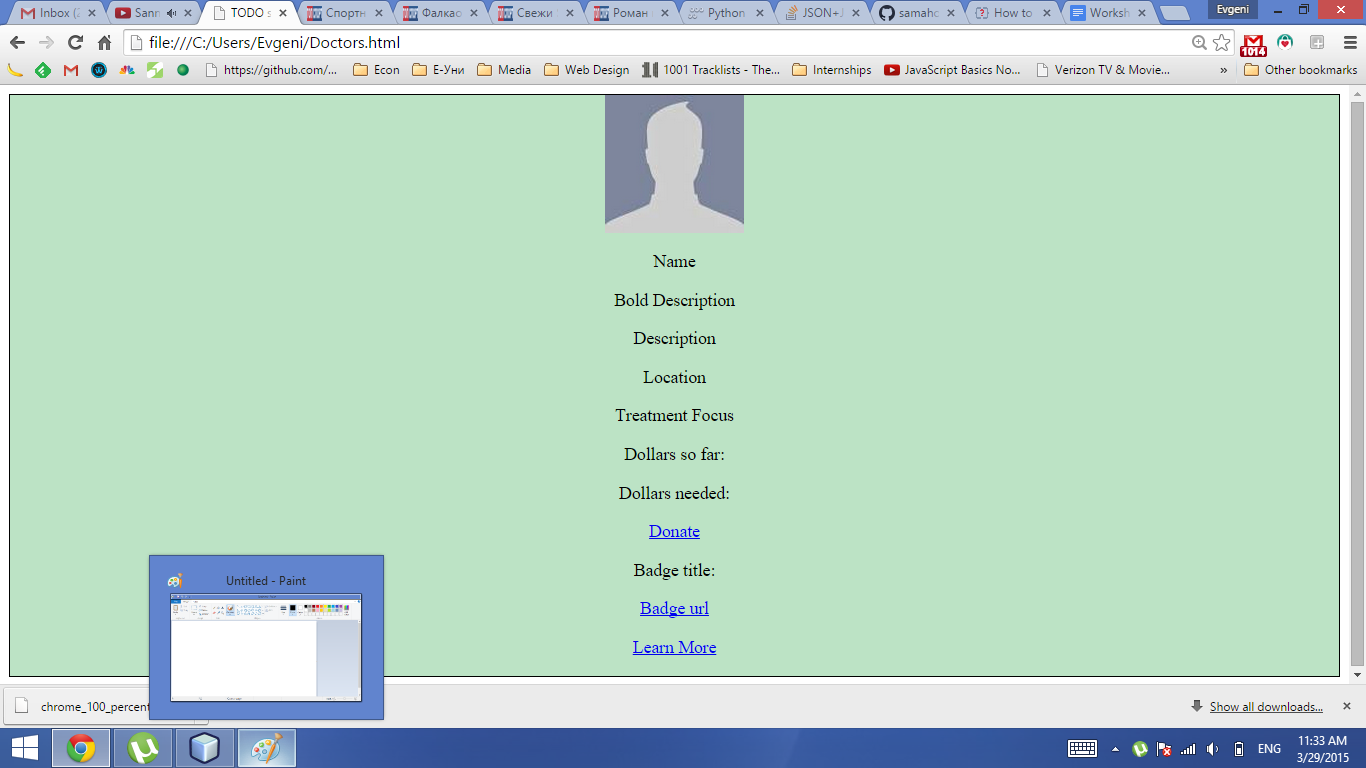 Inbox (
Sann
TODO s
Спортн
Фалкао
Свежи
Роман
Python
JSON+J
samahc
How to
Worksh
Evgeni
file:///C:/Users/Evgeni/Doctors.html
1014
https://github.com/...
Econ
Е-Уни
Media
Web Design
1001 Tracklists - The...
Internships
JavaScript Basics No...
Verizon TV & Movie...
»
Other bookmarks
Name
Bold Description
Description
Location
Treatment Focus
Dollars so far:
Dollars needed:
Donate
Badge title:
Badge url
Learn More
Untitled - Paint
chrome_100_percent
Show all downloads...
ENG
11:33 AM
3/29/2015